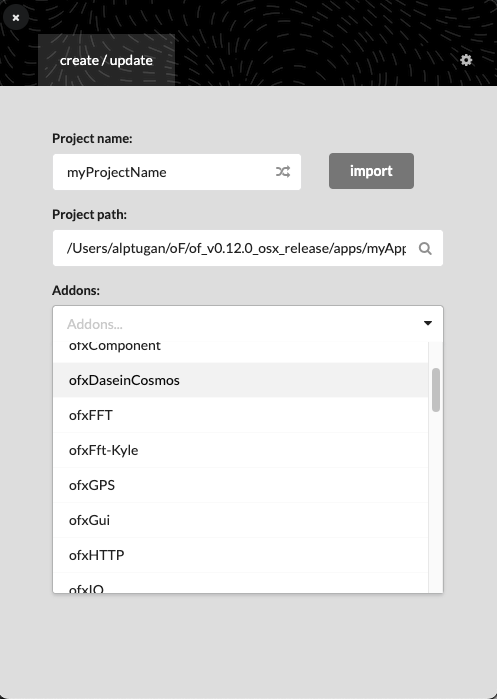 create / update
Project name:
myProjectName
import
Project path:
/Users/alptugan/oF/of_v0.12.0_osx_release/apps/myApp
Addons:
Addons...
ofxComponent
ofxDaseinCosmos
ofxFFT
ofxFft-Kyle
ofxGPS
ofxGui
ofxHTTP
ofxIO